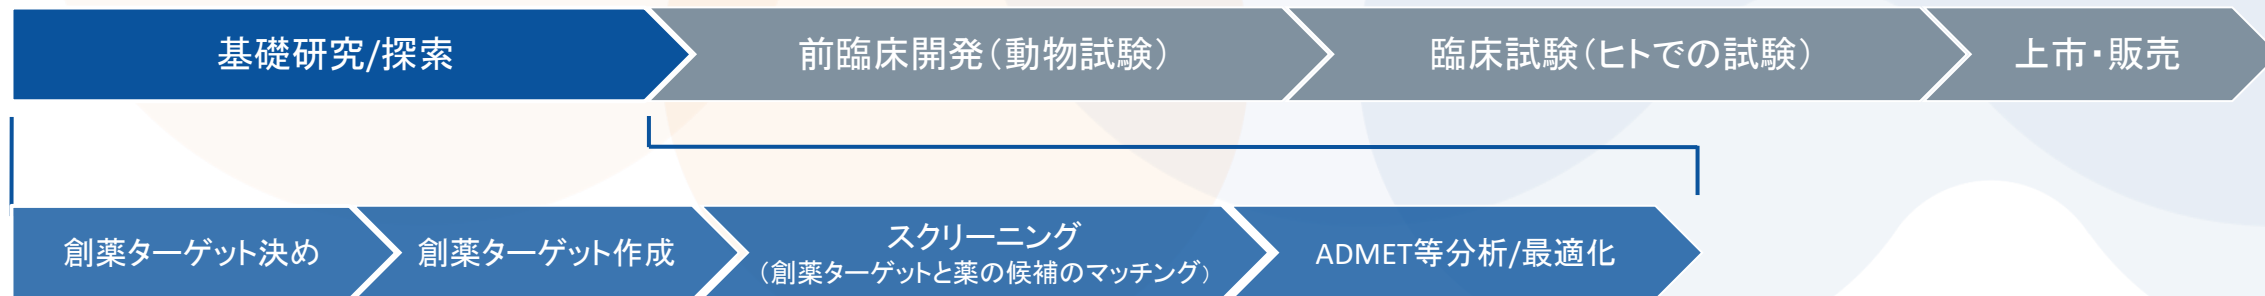 基礎研究/探索
前臨床開発（動物試験）
臨床試験（ヒトでの試験）
上市・販売
創薬ターゲット決め
創薬ターゲット作成
スクリーニング
（創薬ターゲットと薬の候補のマッチング）
ADMET等分析/最適化